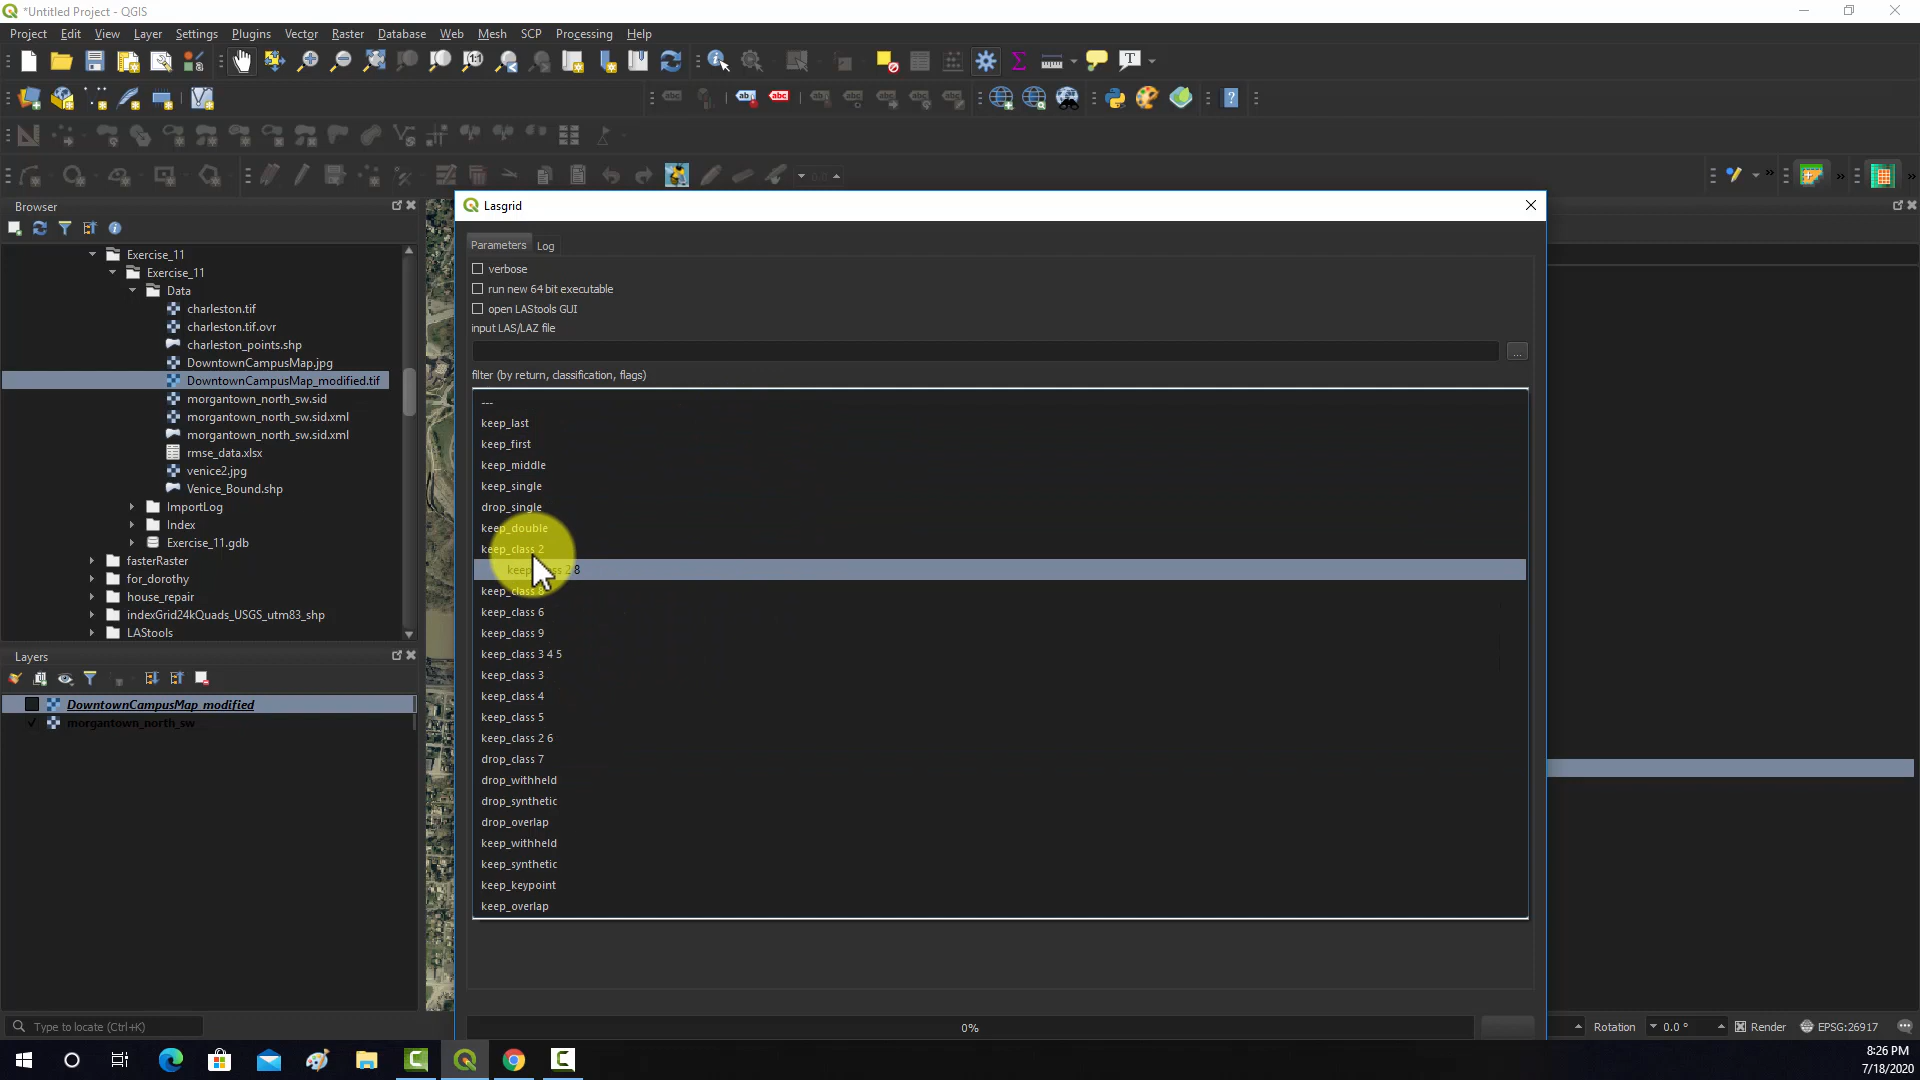 *Untitled Project - QGIS
Project Edit View Layer Settings Plugins Vector Raster Database Web Mesh SCP Processing Help
Browser
Exercise_11
Exercise_11
Data
charleston.tif
charleston.tif.ovr
charleston_points.shp
DowntownCampusMap.jpg
DowntownCampusMap_modified.tif
morgantown_north_sw.sid
morgantown_north_sw.sid.xml
morgantown_north_sw.sid.xml
rmse_data.xlsx
venice2.jpg
Venice_Bound.shp
ImportLog
Index
Exercise_11.gdb
fasterRaster
for_dorothy
house_repair
indexGrid24kQuads_USGS_utm83_shp
LAStools
Layers
DowntownCampusMap_modified
morgantown_north_sw
Lasgrid
Parameters Log
verbose
run new 64 bit executable
open LAStools GUI
input LAS/LAZ file
...
filter (by return, classification, flags)
---
keep_last
keep_first
keep_middle
keep_single
drop_single
keep_double
keep_class 2
keep_class 2 8
keep_class 8
keep_class 6
keep_class 9
keep_class 3 4 5
keep_class 3
keep_class 4
keep_class 5
keep_class 2 6
drop_class 7
drop_withheld
drop_synthetic
drop_overlap
keep_withheld
keep_synthetic
keep_keypoint
keep_overlap
0%
Type to locate (Ctrl+K)
Rotation 0.0 ° Render EPSG:26917
8:26 PM
7/18/2020